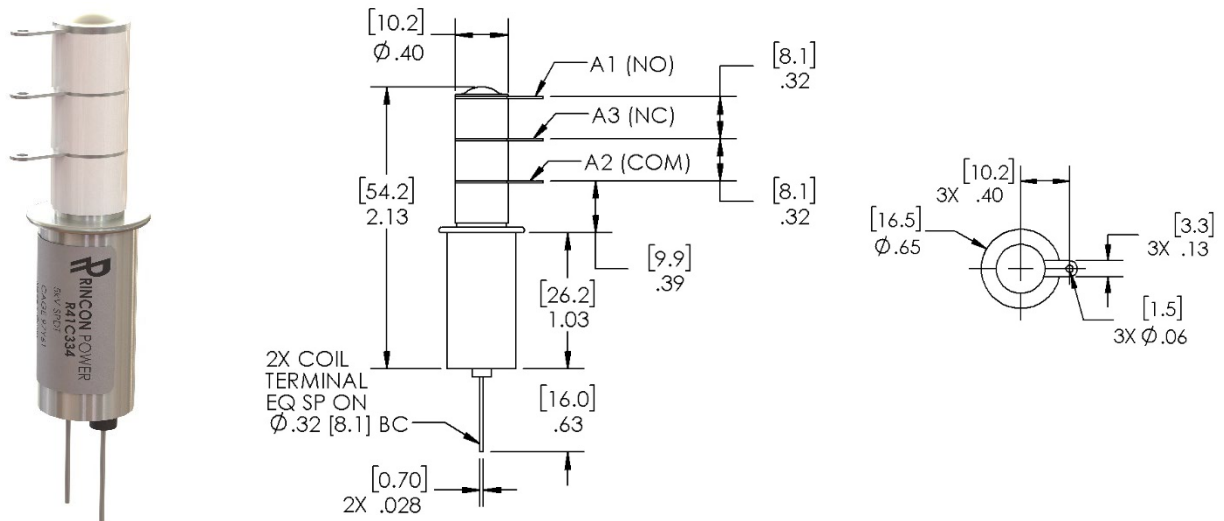 PRINCON POWER
R41C334
5kV SPDT
[10.2]
Ø.40
A1 (NO)
A3 (NC)
A2 (COM)
[8.1]
.32
[8.1]
.32
[54.2]
2.13
[9.9]
.39
[26.2]
1.03
2X COIL
TERMINAL
EQ SP ON
Ø.32 [8.1] BC
[16.0]
.63
[0.70]
2X .028
[10.2]
3X .40
[16.5]
Ø.65
[3.3]
3X .13
[1.5]
3X Ø.06